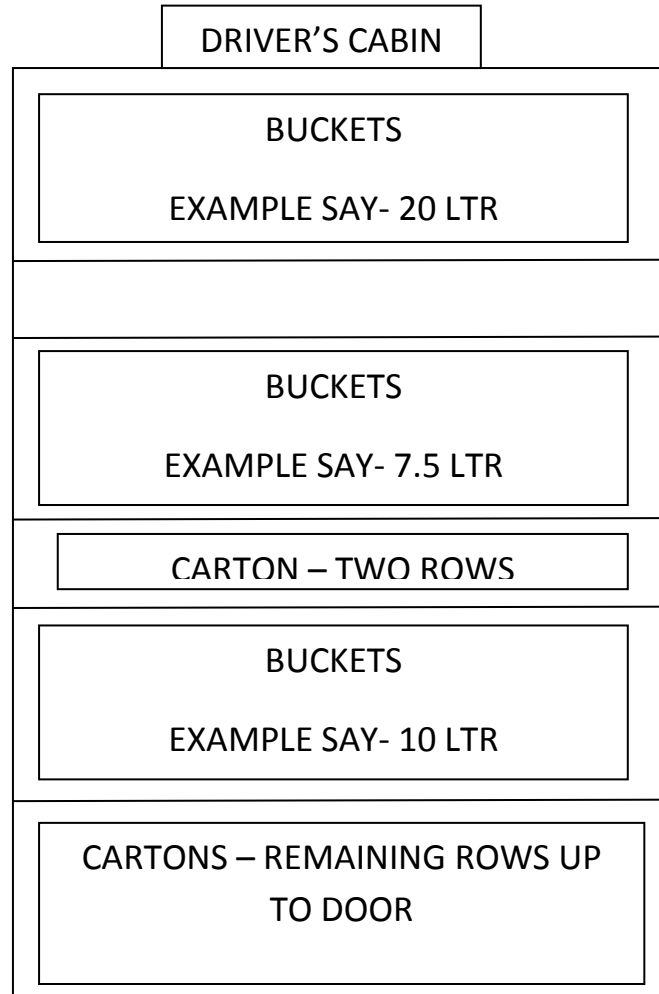 DRIVER’S CABIN
BUCKETS
EXAMPLE SAY- 20 LTR
BUCKETS
EXAMPLE SAY- 7.5 LTR
CARTON – TWO ROWS
BUCKETS
EXAMPLE SAY- 10 LTR
CARTONS – REMAINING ROWS UP
TO DOOR